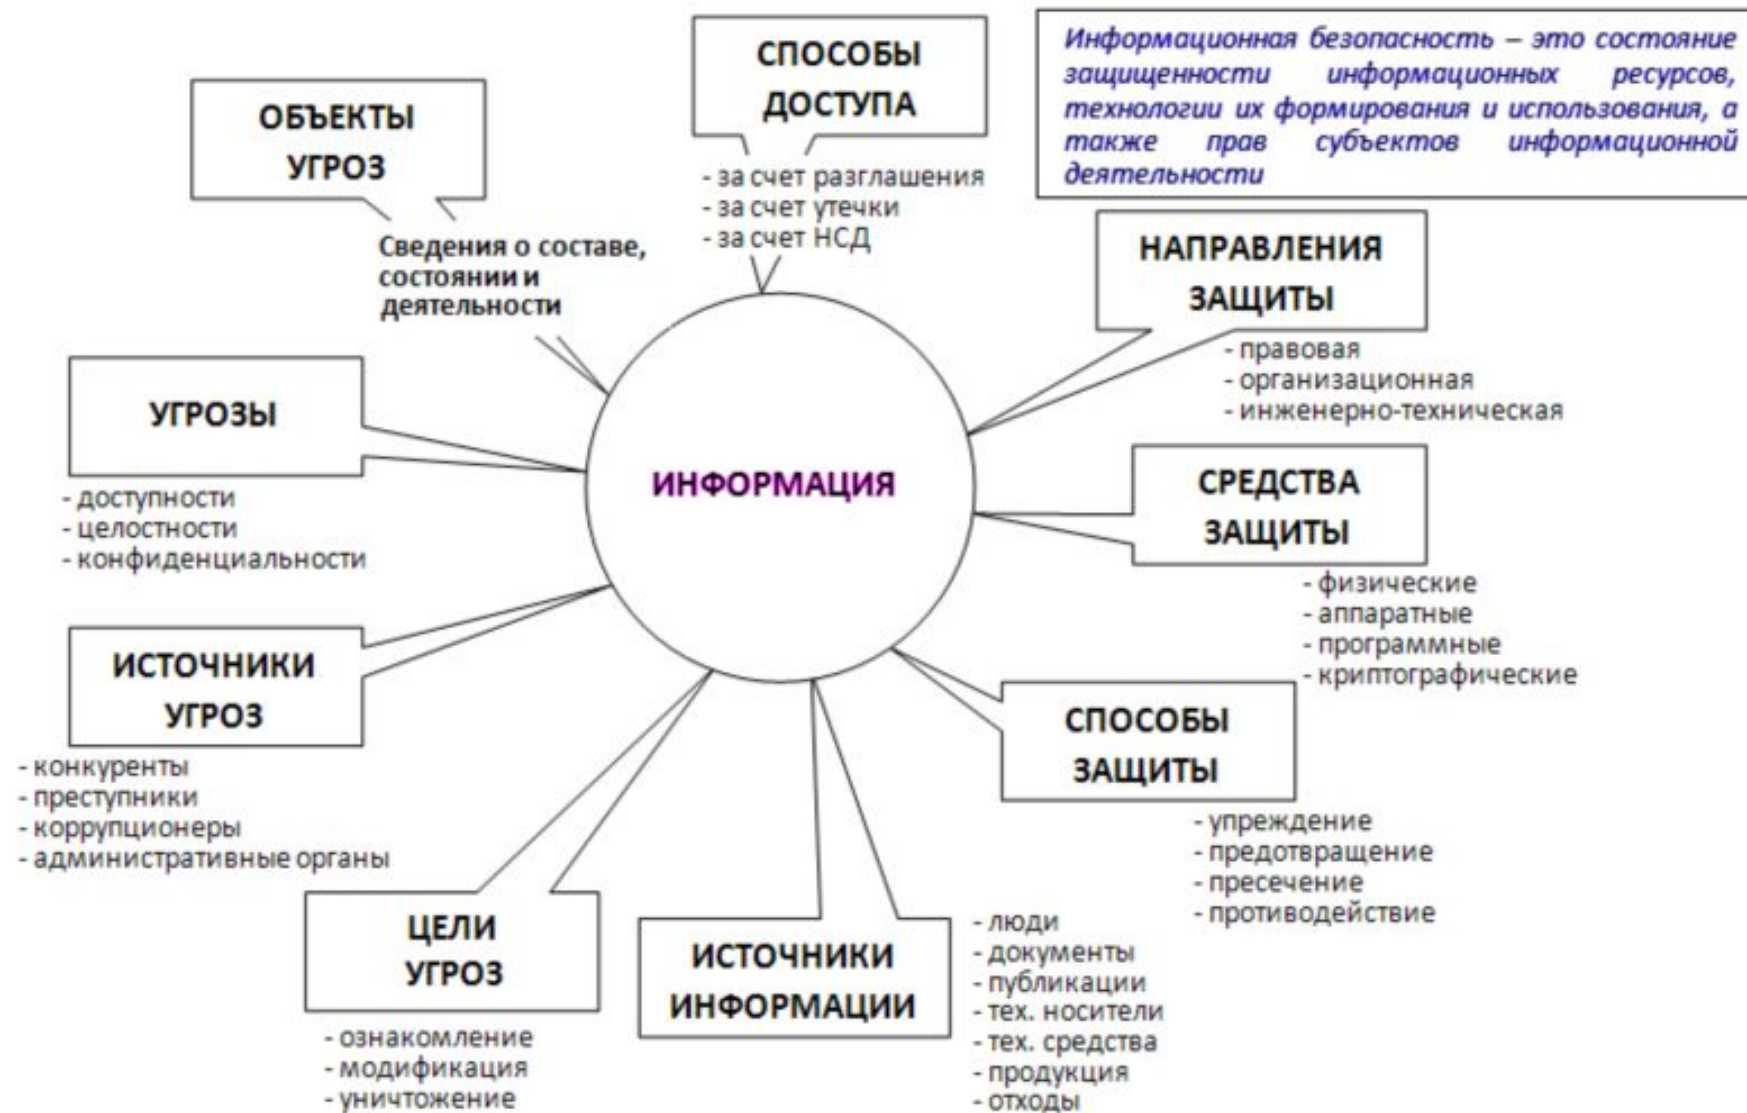 СПОСОБЫ
ДОСТУПА
- за счет разглашения
- за счет утечки
- за счет НСД
Информационная безопасность – это состояние
защищенности информационных ресурсов,
технологии их формирования и использования, а
также прав субъектов информационной
деятельности
ОБЪЕКТЫ
УГРОЗ
Сведения о составе,
состоянии и
деятельности
НАПРАВЛЕНИЯ
ЗАЩИТЫ
- правовая
- организационная
- инженерно-техническая
УГРОЗЫ
- доступности
- целостности
- конфиденциальности
ИНФОРМАЦИЯ
СРЕДСТВА
ЗАЩИТЫ
- физические
- аппаратные
- программные
- криптографические
ИСТОЧНИКИ
УГРОЗ
- конкуренты
- преступники
- коррупционеры
- административные органы
СПОСОБЫ
ЗАЩИТЫ
- упреждение
- предотвращение
- пресечение
- противодействие
ЦЕЛИ
УГРОЗ
- ознакомление
- модификация
- уничтожение
ИСТОЧНИКИ
ИНФОРМАЦИИ
- люди
- документы
- публикации
- тех. носители
- тех. средства
- продукция
- отходы